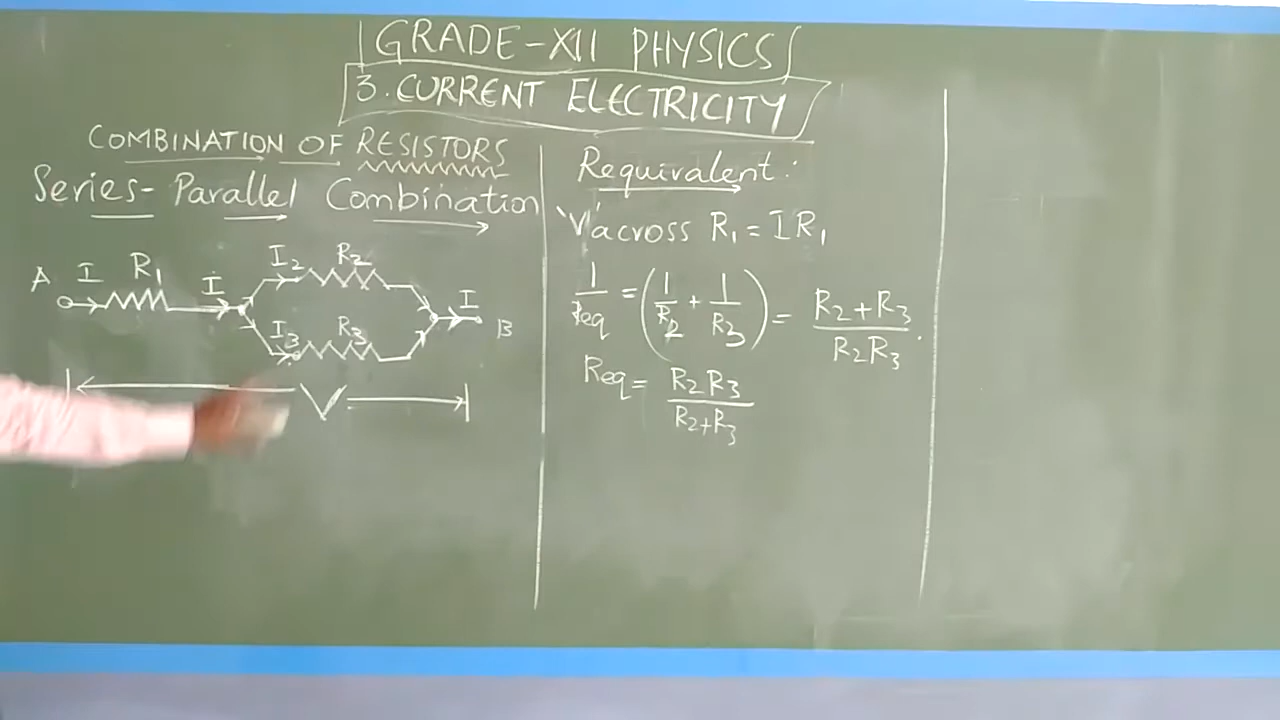 GRADE-XII PHYSICS
3. CURRENT ELECTRICITY
COMBINATION OF RESISTORS
Series-Parallel Combination
A I R₁ I I₂ R₂ I B
I₃ R₃
V
Requivalent:
'V' across R₁ = IR₁
1/Req = (1/R₂ + 1/R₃) = R₂+R₃/R₂R₃.
Req = R₂R₃/R₂+R₃